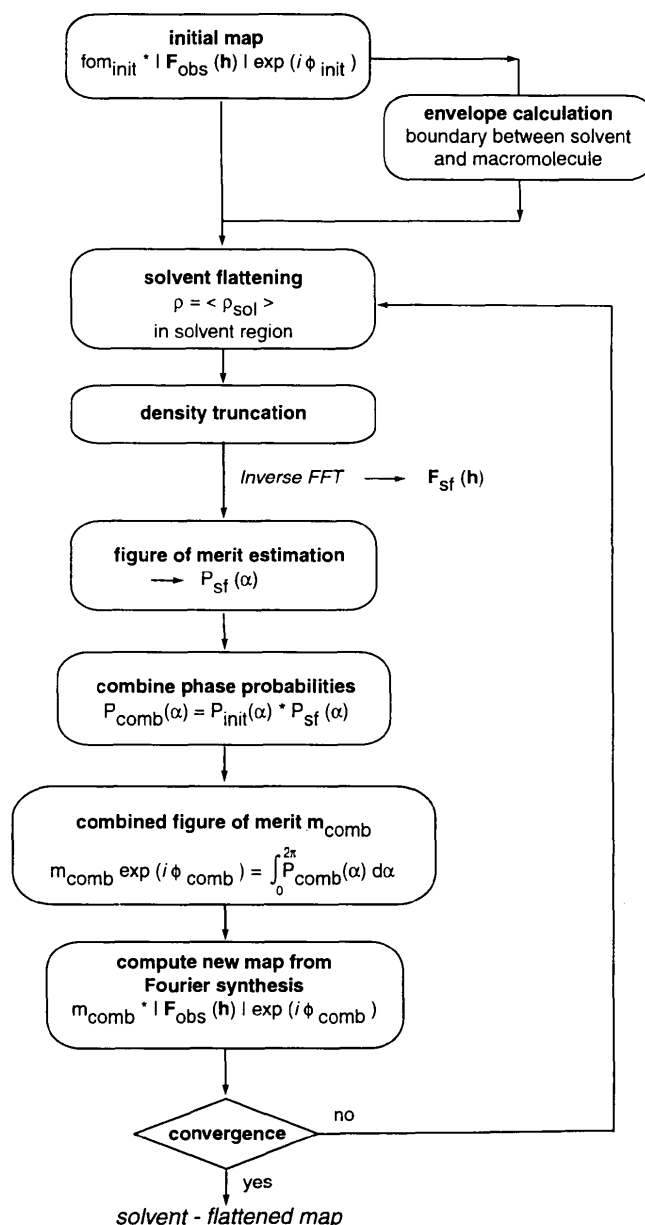 initial map
fom_init * | F_obs (h) | exp ( i ϕ_init )
envelope calculation
boundary between solvent
and macromolecule
solvent flattening
ρ = < ρ_sol >
in solvent region
density truncation
Inverse FFT → F_sf (h)
figure of merit estimation
→ P_sf (α)
combine phase probabilities
P_comb(α) = P_init(α) * P_sf (α)
combined figure of merit m_comb
m_comb exp ( i ϕ_comb ) = ∫_0^2π P_comb(α) dα
compute new map from
Fourier synthesis
m_comb * | F_obs (h) | exp ( i ϕ_comb )
convergence
no
yes
solvent - flattened map